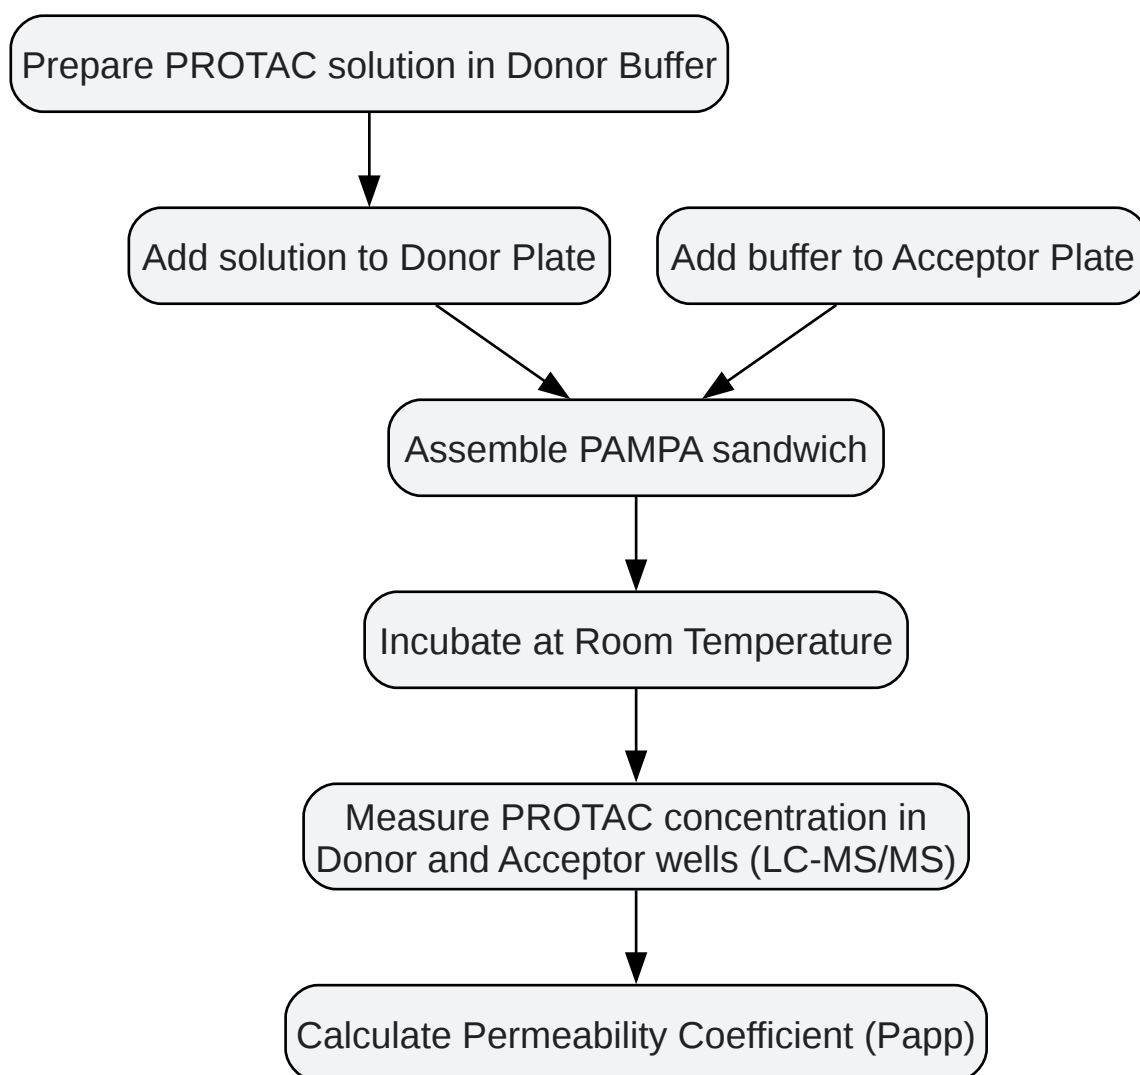 Prepare PROTAC solution in Donor Buffer
Add solution to Donor Plate
Add buffer to Acceptor Plate
Assemble PAMPA sandwich
Incubate at Room Temperature
Measure PROTAC concentration in
Donor and Acceptor wells (LC-MS/MS)
Calculate Permeability Coefficient (Papp)